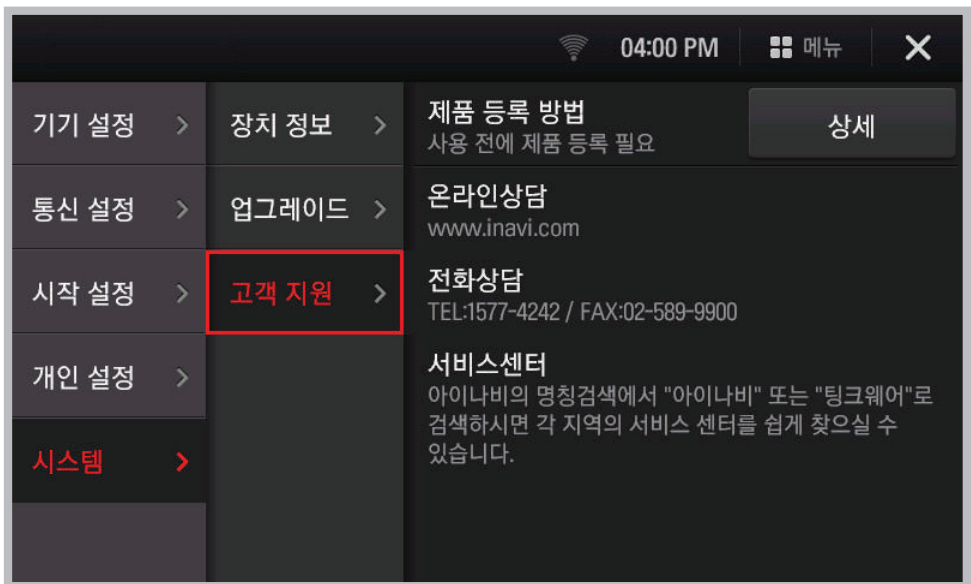 04:00 PM 메뉴
기기 설정
통신 설정
시작 설정
개인 설정
시스템
장치 정보
업그레이드
고객 지원
제품 등록 방법
사용 전에 제품 등록 필요
상세
온라인상담
www.inavi.com
전화상담
TEL:1577-4242 / FAX:02-589-9900
서비스센터
아이나비의 명칭검색에서 "아이나비" 또는 "팅크웨어"로
검색하시면 각 지역의 서비스 센터를 쉽게 찾으실 수
있습니다.